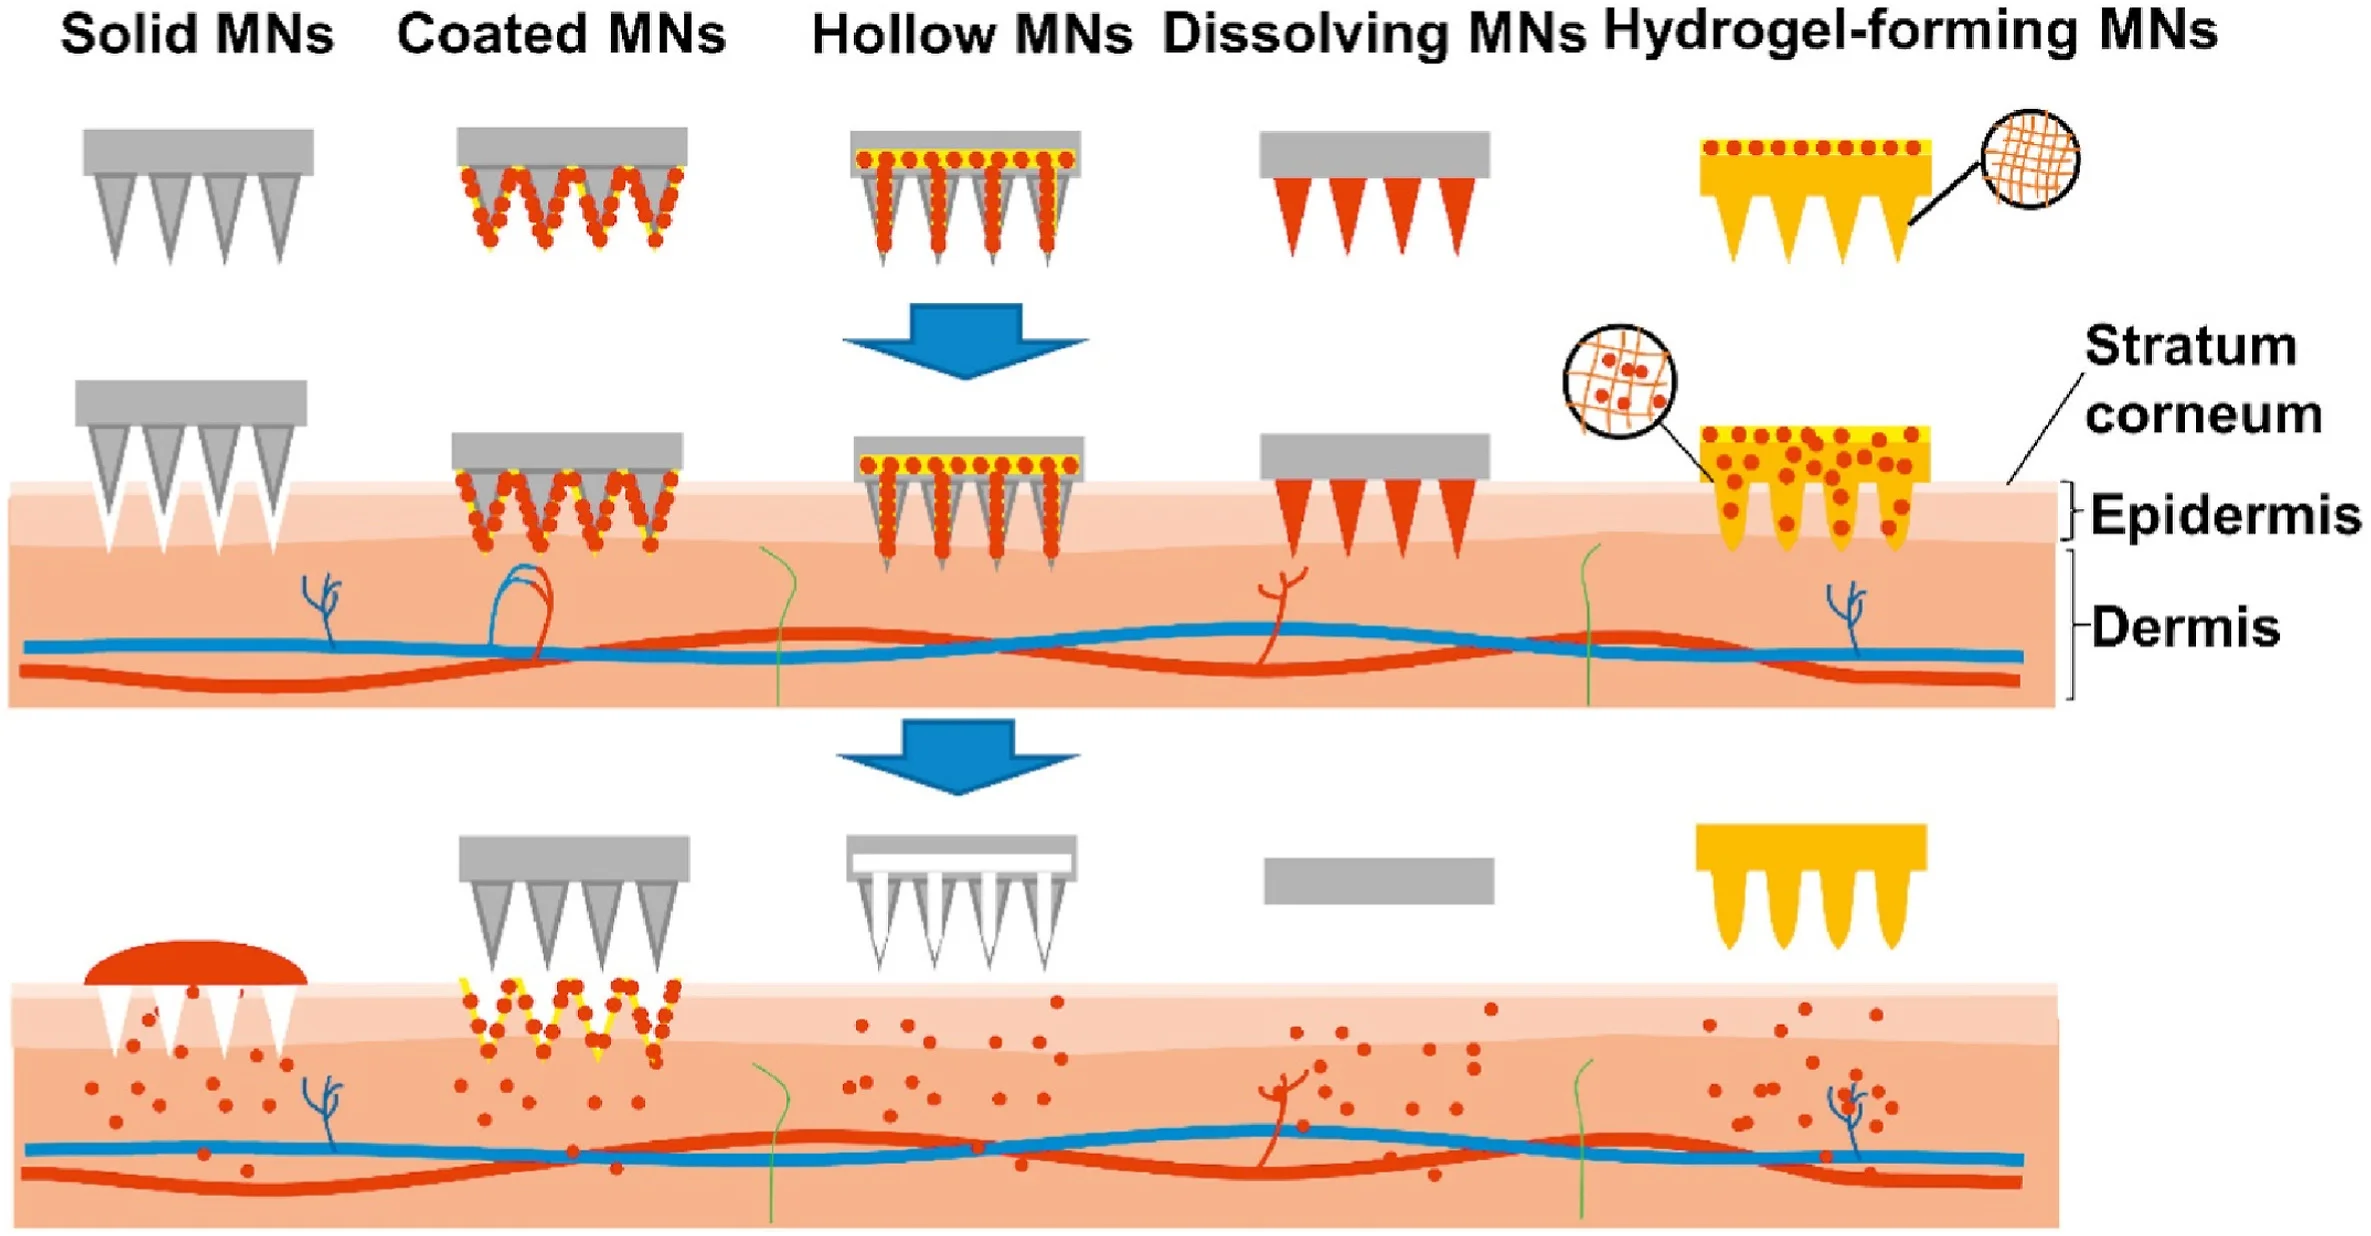 Solid MNs
Coated MNs
Hollow MNs
Dissolving MNs
Hydrogel-forming MNs
Stratum
corneum
Epidermis
Dermis